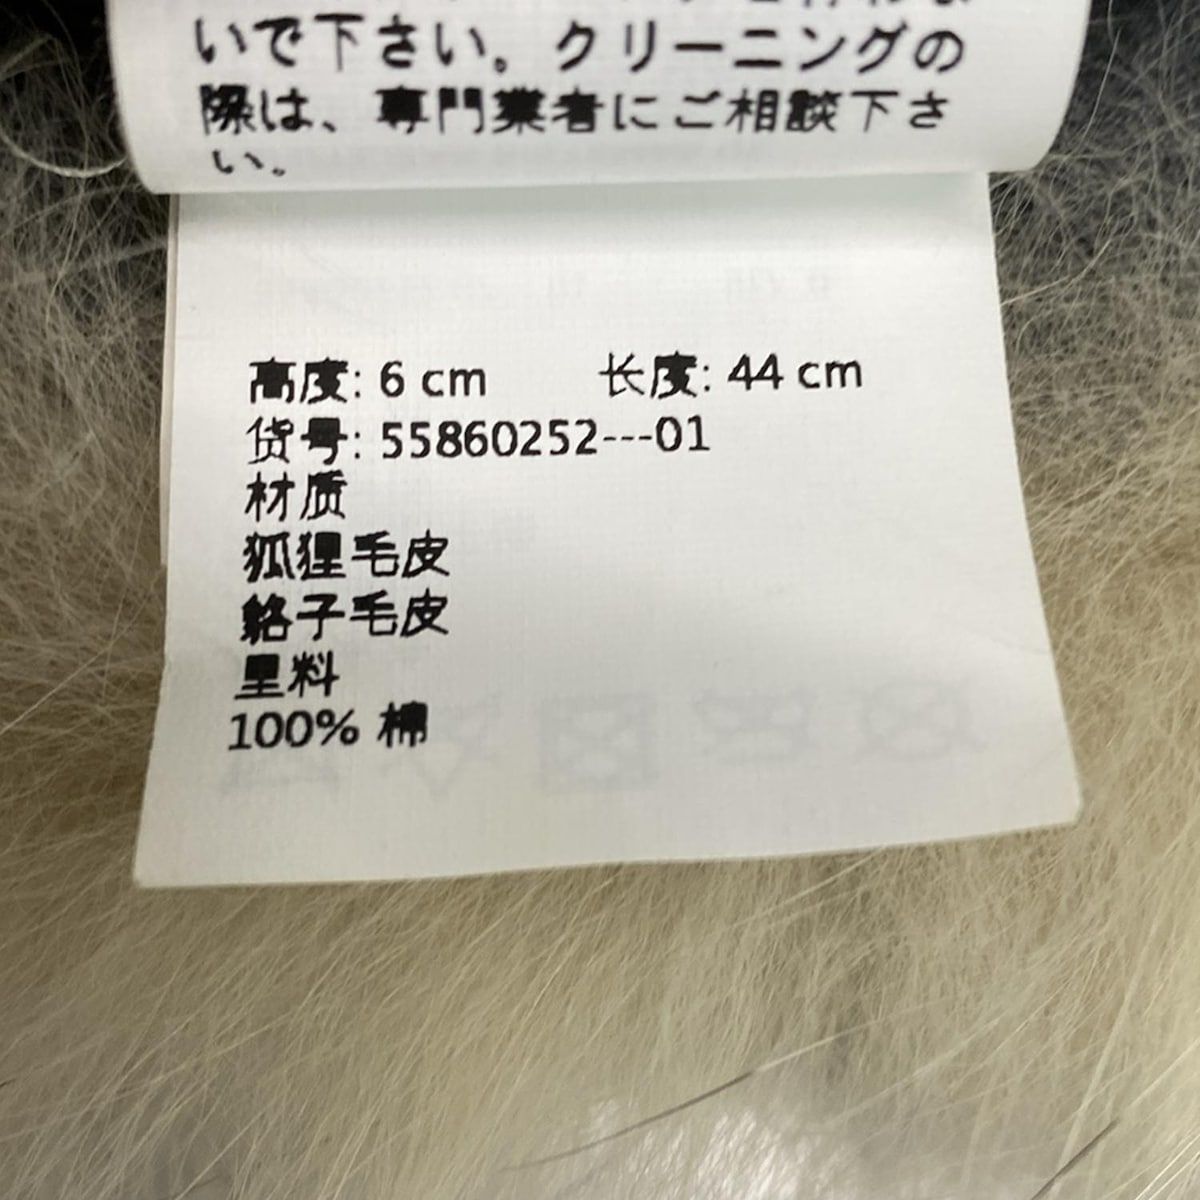 いで下さい。クリーニングの
際は、専門業者にご相談下さ
い。
高度: 6 cm 长度: 44 cm
货号: 55860252---01
材质
狐狸毛皮
貉子毛皮
里料
100% 棉